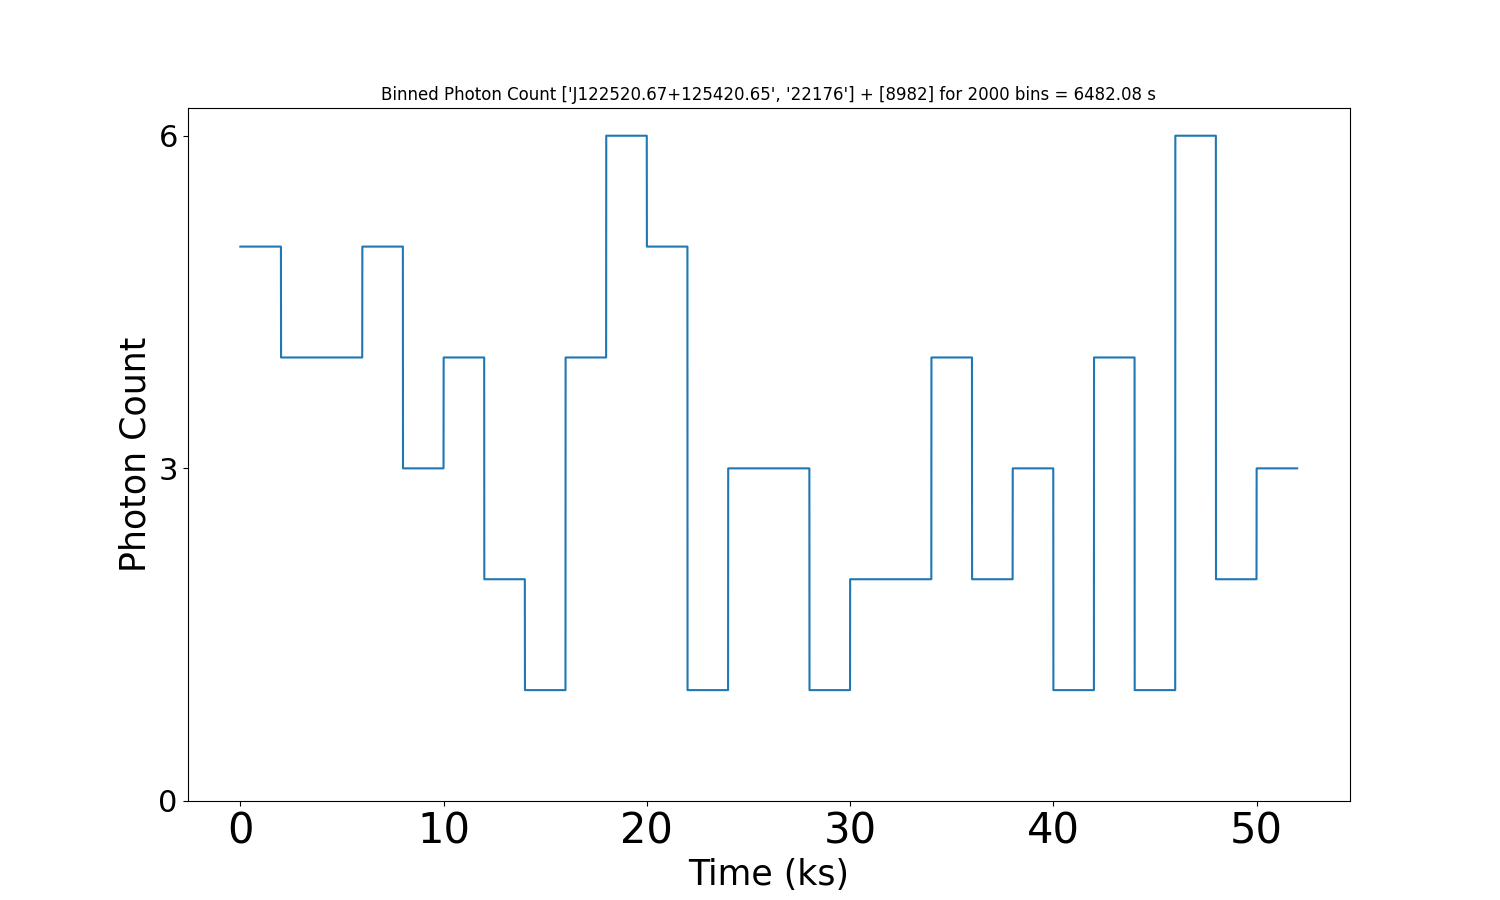 Binned Photon Count ['J122520.67+125420.65', '22176'] + [8982] for 2000 bins = 6482.08 s
6
3
0
Photon Count
0 10 20 30 40 50
Time (ks)